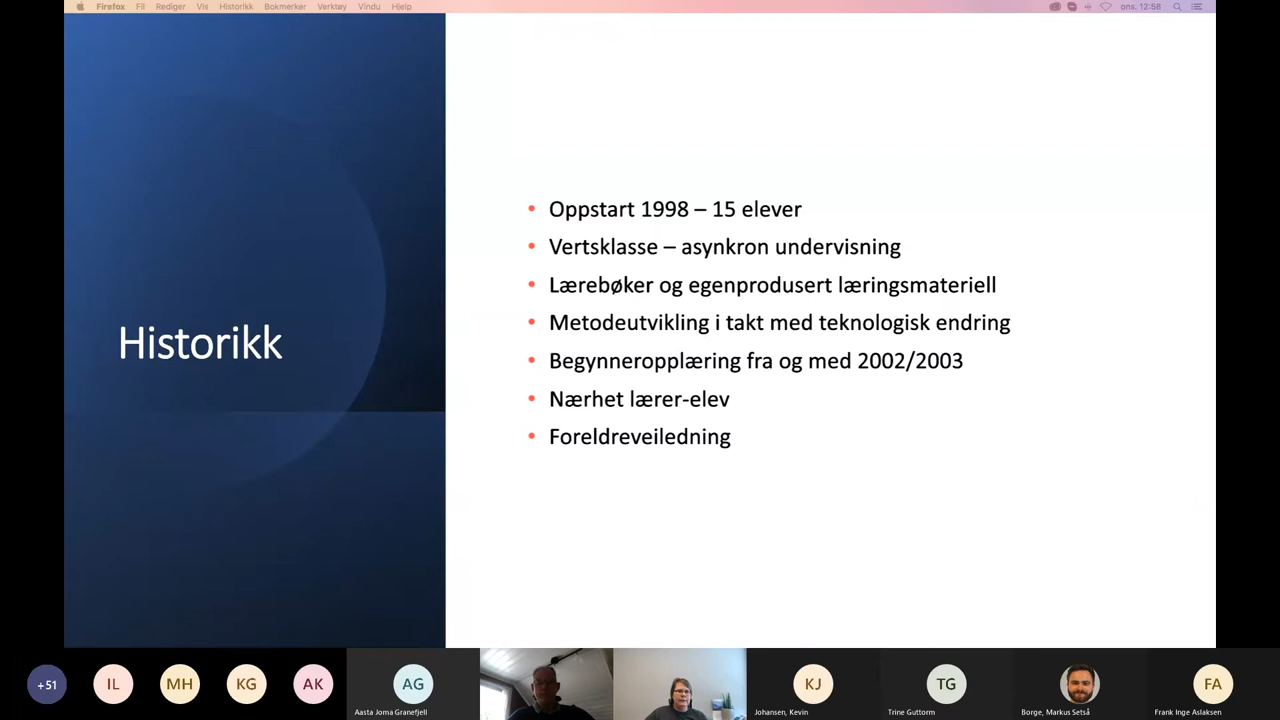 Firefox Fil Rediger Vis Historikk Bokmerker Verktøy Vindu Hjelp ons. 12:58
Historikk
• Oppstart 1998 – 15 elever
• Vertsklasse – asynkron undervisning
• Lærebøker og egenprodusert læringsmateriell
• Metodeutvikling i takt med teknologisk endring
• Begynneropplæring fra og med 2002/2003
• Nærhet lærer-elev
• Foreldreveiledning
+51 IL MH KG AK AG KJ TG FA
Aasta Joma Granefjell Johansen, Kevin Trine Guttorm Borge, Markus Setså Frank Inge Aslaksen